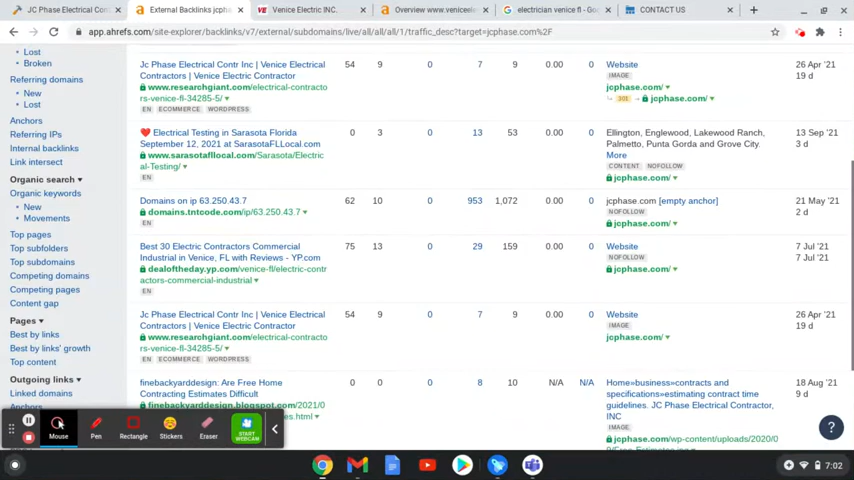 JC Phase Electrical Cont
External Backlinks jcpha
Venice Electric INC.
Overview www.veniceel
electrician venice fl - Goo
CONTACT US
app.ahrefs.com/site-explorer/backlinks/v7/external/subdomains/live/all/all/all/1/traffic_desc?target=jcphase.com%2F
Lost
Broken
Referring domains
New
Lost
Anchors
Referring IPs
Internal backlinks
Link intersect
Organic search
Organic keywords
New
Movements
Top pages
Top subfolders
Top subdomains
Competing domains
Competing pages
Content gap
Pages
Best by links
Best by links' growth
Top content
Outgoing links
Linked domains
Anchors
Jc Phase Electrical Contr Inc | Venice Electrical 54 9 0 7 9 0.00 0 Website 26 Apr '21
Contractors | Venice Electric Contractor IMAGE 19 d
www.researchgiant.com/electrical-contracto jcphase.com/
rs-venice-fl-34285-5/ 301 jcphase.com/
EN ECOMMERCE WORDPRESS
Electrical Testing in Sarasota Florida 0 3 0 13 53 0.00 0 Ellington, Englewood, Lakewood Ranch, 13 Sep '21
September 12, 2021 at SarasotaFLLocal.com Palmetto, Punta Gorda and Grove City. 3 d
www.sarasotafllocal.com/Sarasota/Electric More
al-Testing/ CONTENT NOFOLLOW
EN jcphase.com/
Domains on ip 63.250.43.7 62 10 0 953 1,072 0.00 0 jcphase.com [empty anchor] 21 May '21
domains.tntcode.com/ip/63.250.43.7 NOFOLLOW 2 d
EN jcphase.com/
Best 30 Electric Contractors Commercial 75 13 0 29 159 0.00 0 Website 7 Jul '21
Industrial in Venice, FL with Reviews - YP.com NOFOLLOW 7 Jul '21
dealoftheday.yp.com/venice-fl/electric-contr jcphase.com/
actors-commercial-industrial
EN
Jc Phase Electrical Contr Inc | Venice Electrical 54 9 0 7 9 0.00 0 Website 26 Apr '21
Contractors | Venice Electric Contractor IMAGE 19 d
www.researchgiant.com/electrical-contracto jcphase.com/
rs-venice-fl-34285-5/
EN ECOMMERCE WORDPRESS
finebackyarddesign: Are Free Home 0 0 0 8 10 N/A N/A Home»business»contracts and 18 Aug '21
Contracting Estimates Difficult specifications»estimating contract time 9 d
finebackyarddesign.blogspot.com/2021/0 guidelines. JC Phase Electrical Contractor,
es.html INC
IMAGE
jcphase.com/wp-content/uploads/2020/0
Mouse
Pen
Rectangle
Stickers
Eraser
START
WEBCAM
?
7:02